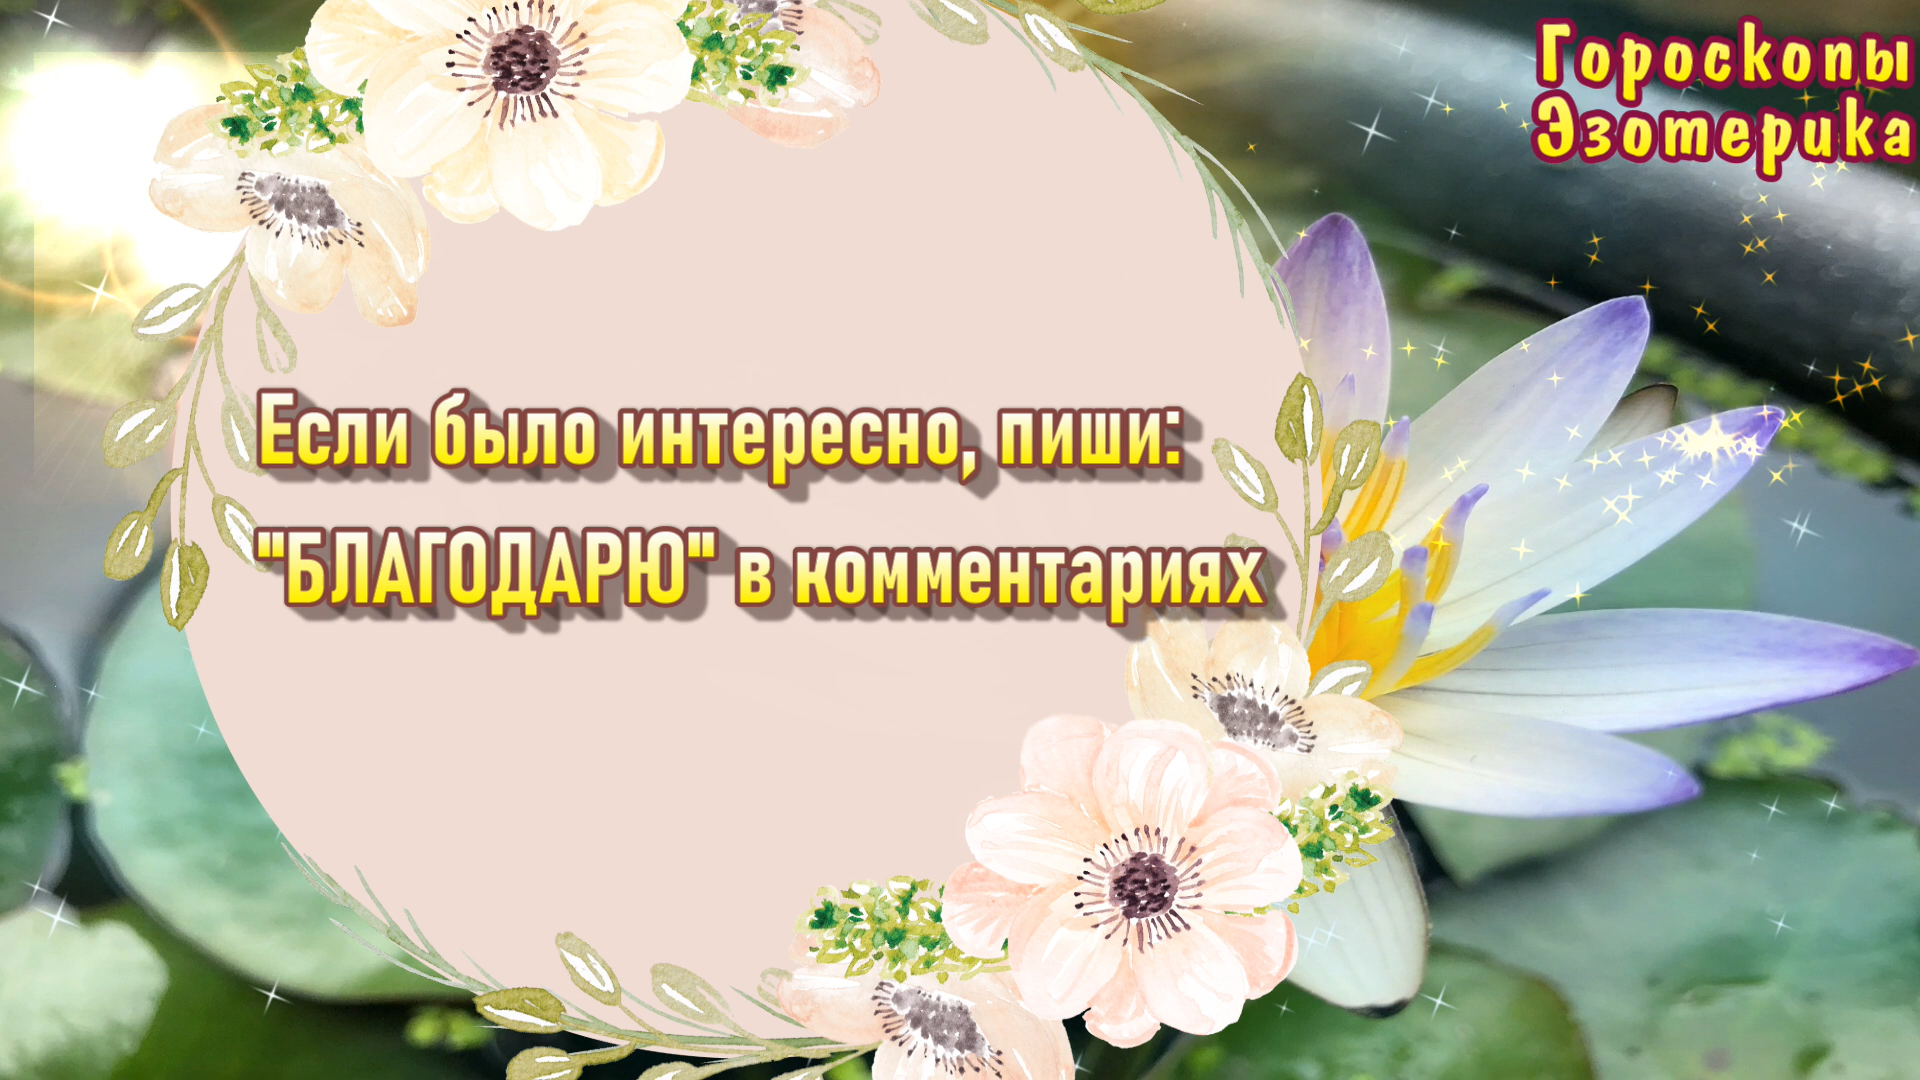 Гороскопы
Эзотерика
Если было интересно, пиши:
"БЛАГОДАРЮ" в комментариях